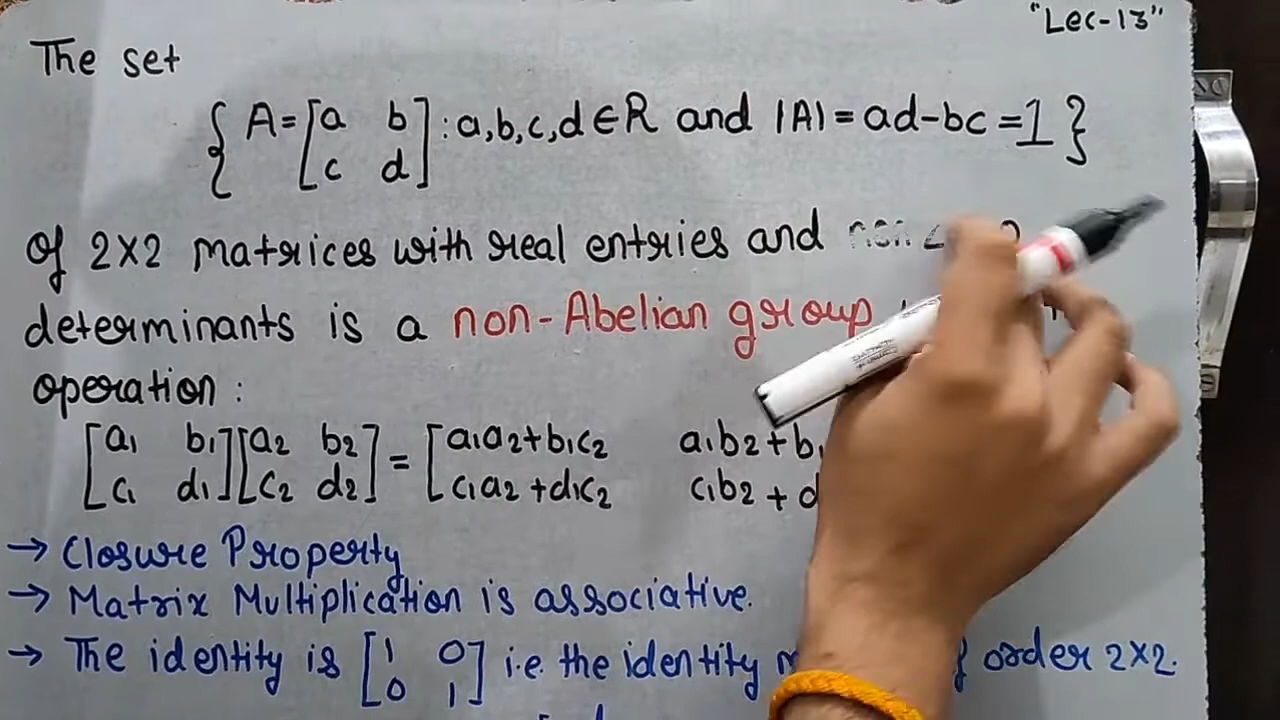 "Lec-13"
The set
{ A = [a b] : a, b, c, d ∈ R and |A| = ad-bc = 1 }
[c d]
of 2×2 matrices with real entries and non
determinants is a non-Abelian group
operation :
[a₁ b₁][a₂ b₂] = [a₁a₂+b₁c₂ a₁b₂+b₁
[c₁ d₁][c₂ d₂] [c₁a₂+d₁c₂ c₁b₂+d
→ Closure Property
→ Matrix Multiplication is associative.
→ The identity is [1 0] i.e. the identity order 2×2.
[0 1]